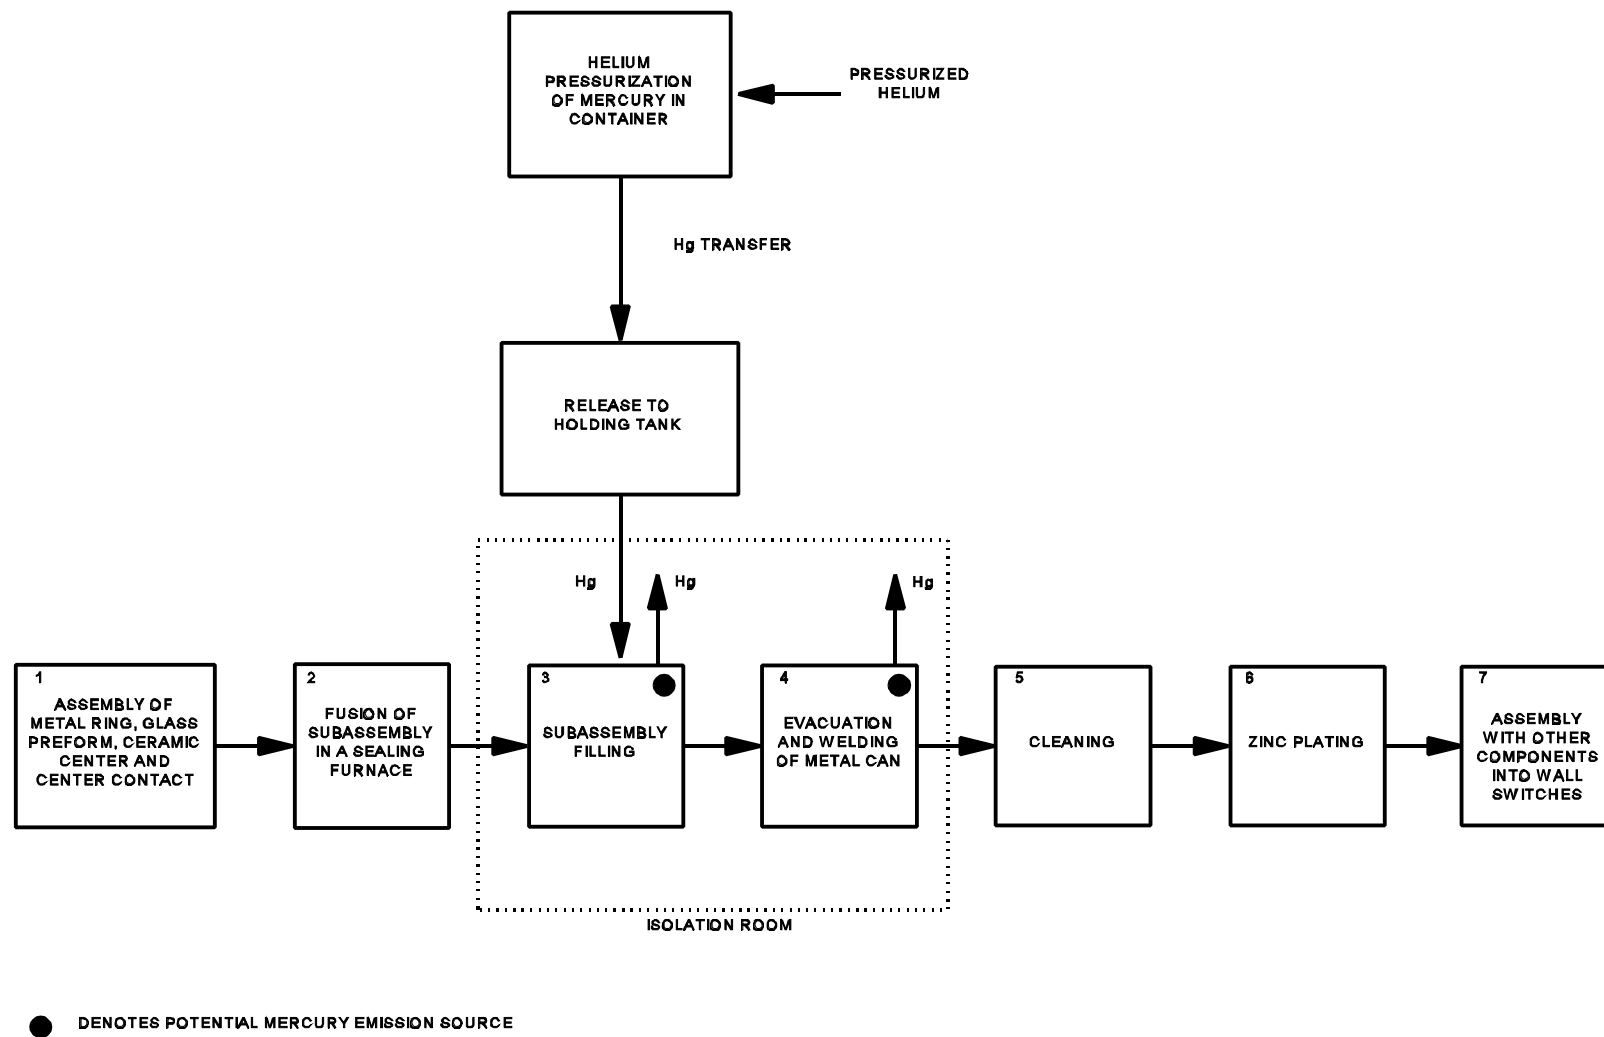 HELIUM
PRESSURIZATION
OF MERCURY IN
CONTAINER
PRESSURIZED
HELIUM
Hg TRANSFER
RELEASE TO
HOLDING TANK
Hg
Hg
Hg
1
ASSEMBLY OF
METAL RING, GLASS
PREFORM, CERAMIC
CENTER AND
CENTER CONTACT
2
FUSION OF
SUBASSEMBLY
IN A SEALING
FURNACE
3
SUBASSEMBLY
FILLING
4
EVACUATION
AND WELDING
OF METAL CAN
5
CLEANING
6
ZINC PLATING
7
ASSEMBLY
WITH OTHER
COMPONENTS
INTO WALL
SWITCHES
ISOLATION ROOM
DENOTES POTENTIAL MERCURY EMISSION SOURCE